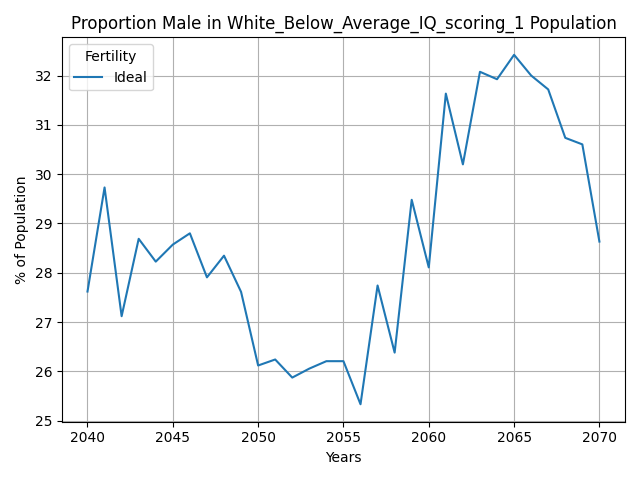 Proportion Male in White_Below_Average_IQ_scoring_1 Population
Fertility
Ideal
32
31
30
29
28
27
26
25
% of Population
2040 2045 2050 2055 2060 2065 2070
Years